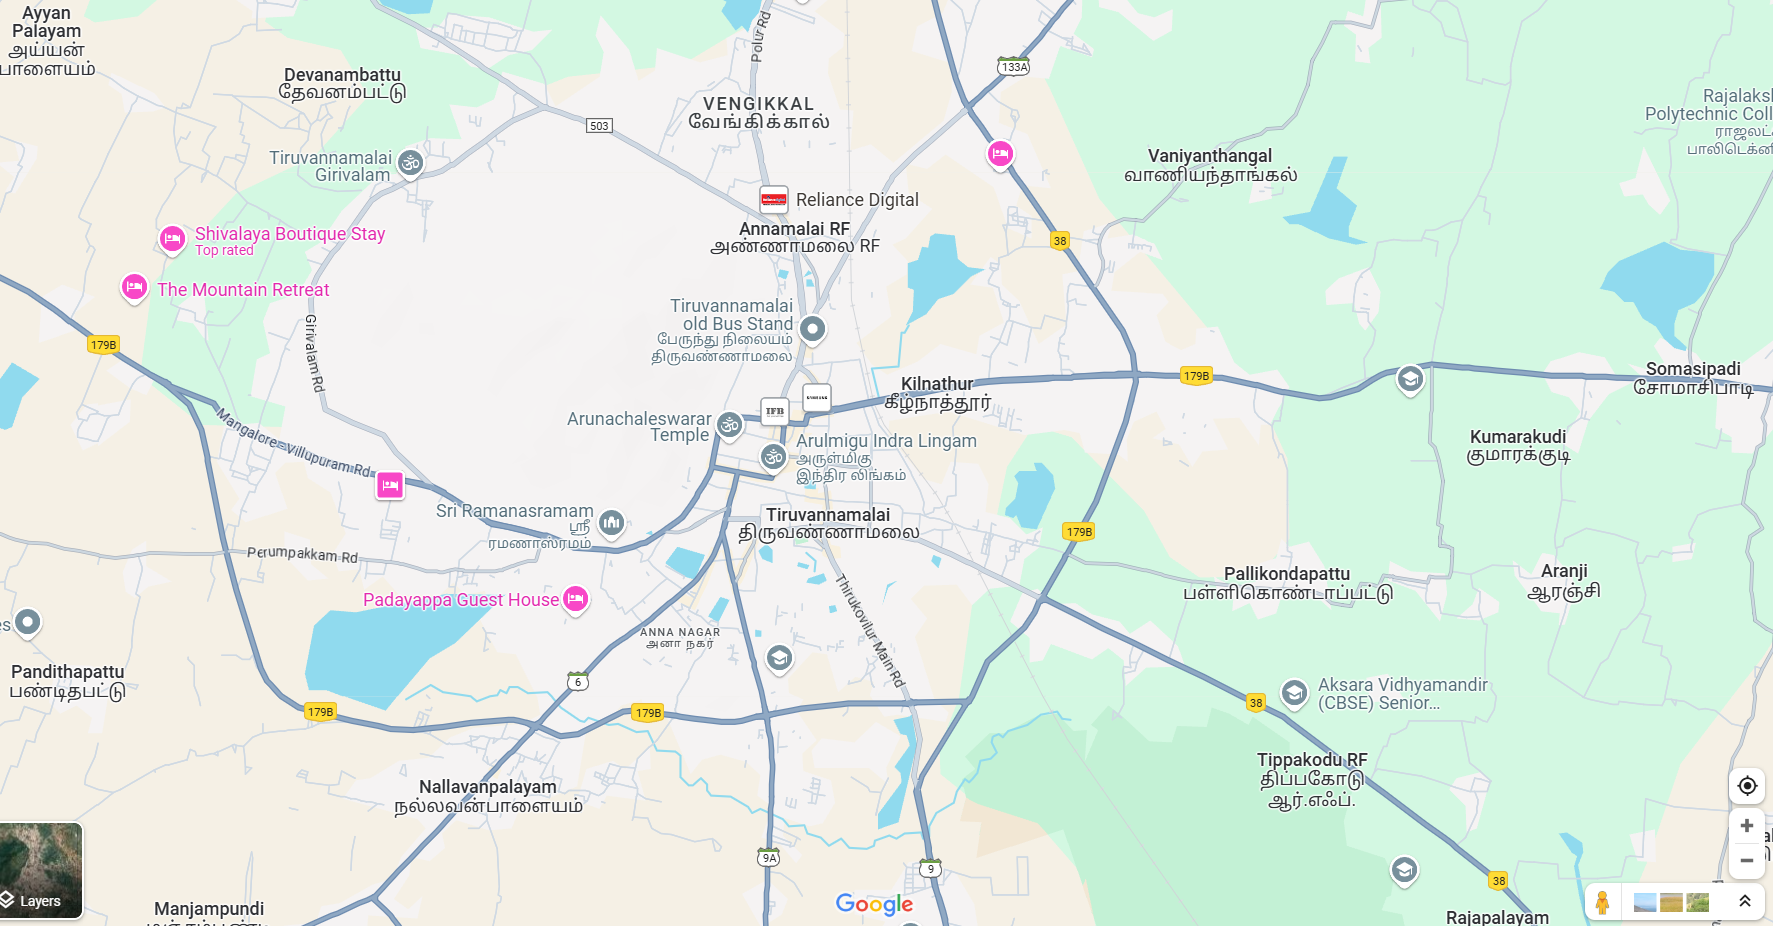 Ayyan
Palayam
அய்யன்
பாளையம்
Devanambattu
தேவனம்பட்டு
Polur Rd
133A
503
VENGIKKAL
வேங்கிக்கால்
Rajalaksh
Polytechnic Coll
Tiruvannamalai
Girivalam
Vaniyanthangal
வாணியந்தாங்கல்
Reliance Digital
Annamalai RF
அண்ணாமலை RF
38
Shivalaya Boutique Stay
Top rated
The Mountain Retreat
Girivalam Rd
Tiruvannamalai
old Bus Stand
பேருந்து நிலையம்
திருவண்ணாமலை
179B
179B
Kilnathur
கீழ்நாத்தூர்
Somasipadi
சோமாசிபாடி
SAMSUNG
IFB
Arunachaleswarar
Temple
Mangalore - Villupuram Rd
Arulmigu Indra Lingam
அருள்மிகு
இந்திர லிங்கம்
Kumarakudi
குமாரக்குடி
Sri Ramanasramam
ஸ்ரீ
ரமணாஸ்ரமம்
Tiruvannamalai
திருவண்ணாமலை
179B
Perumpakkam Rd
Pallikondapattu
பள்ளிகொண்டாப்பட்டு
Aranji
ஆரஞ்சி
Padayappa Guest House
Thirukovilur Main Rd
es
ANNA NAGAR
அனா நகர்
Pandithapattu
பண்டிதபட்டு
6
179B
179B
Aksara Vidhyamandir
(CBSE) Senior...
38
Tippakodu RF
திப்பகோடு
ஆர்.எஃப்.
Nallavanpalayam
நல்லவன்பாளையம்
9A
9
38
Layers
Google
Manjampundi
Rajapalayam